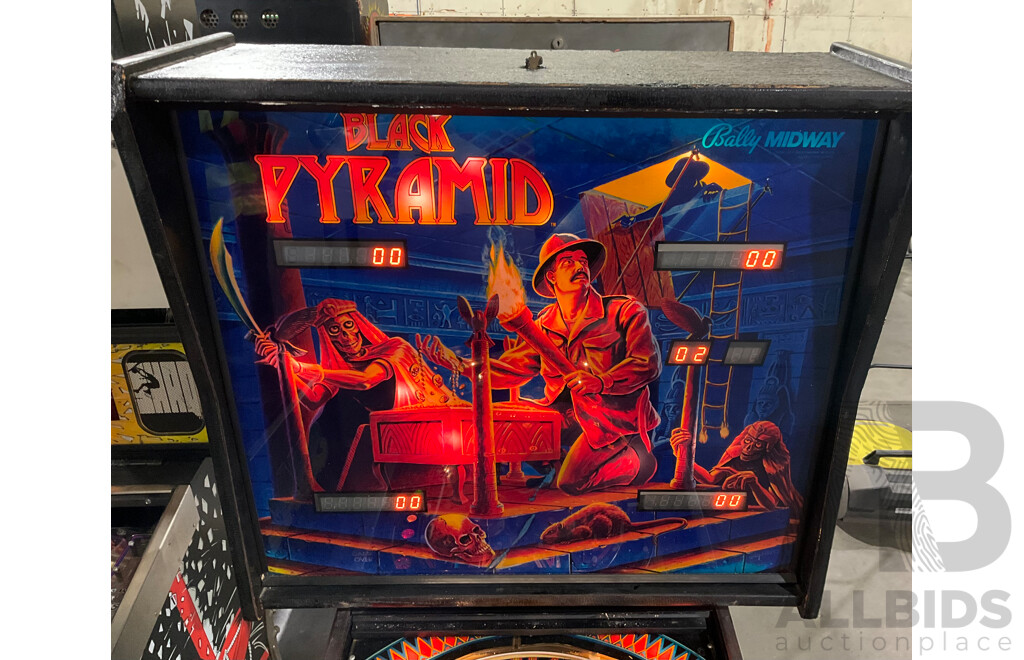 BLACK
PYRAMID
Bally MIDWAY
00
00
02
00
00
B
ALLBIDS
auctionplace